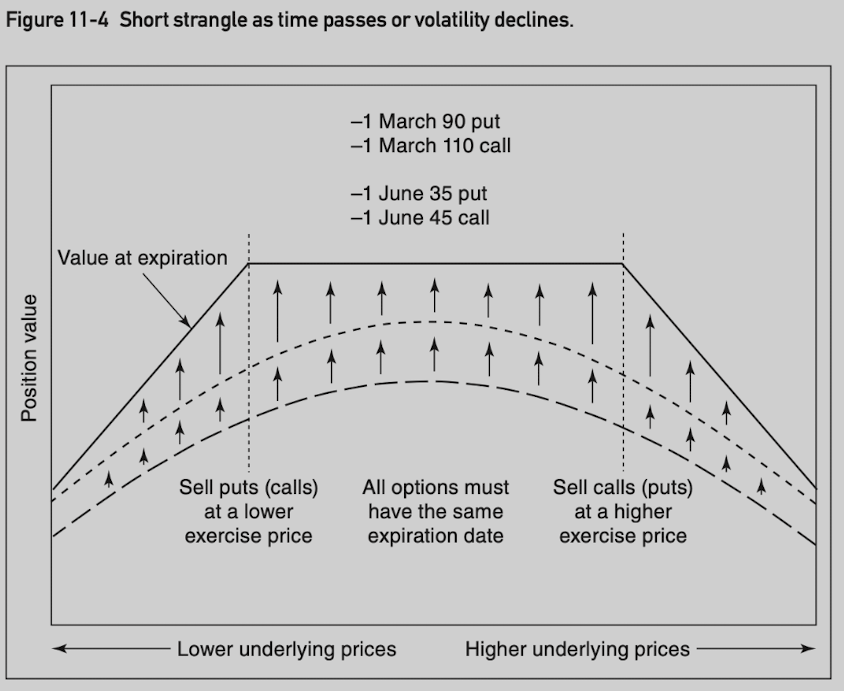 Figure 11-4 Short strangle as time passes or volatility declines.
–1 March 90 put
–1 March 110 call
–1 June 35 put
–1 June 45 call
Value at expiration
Position value
Sell puts (calls)
at a lower
exercise price
All options must
have the same
expiration date
Sell calls (puts)
at a higher
exercise price
Lower underlying prices
Higher underlying prices